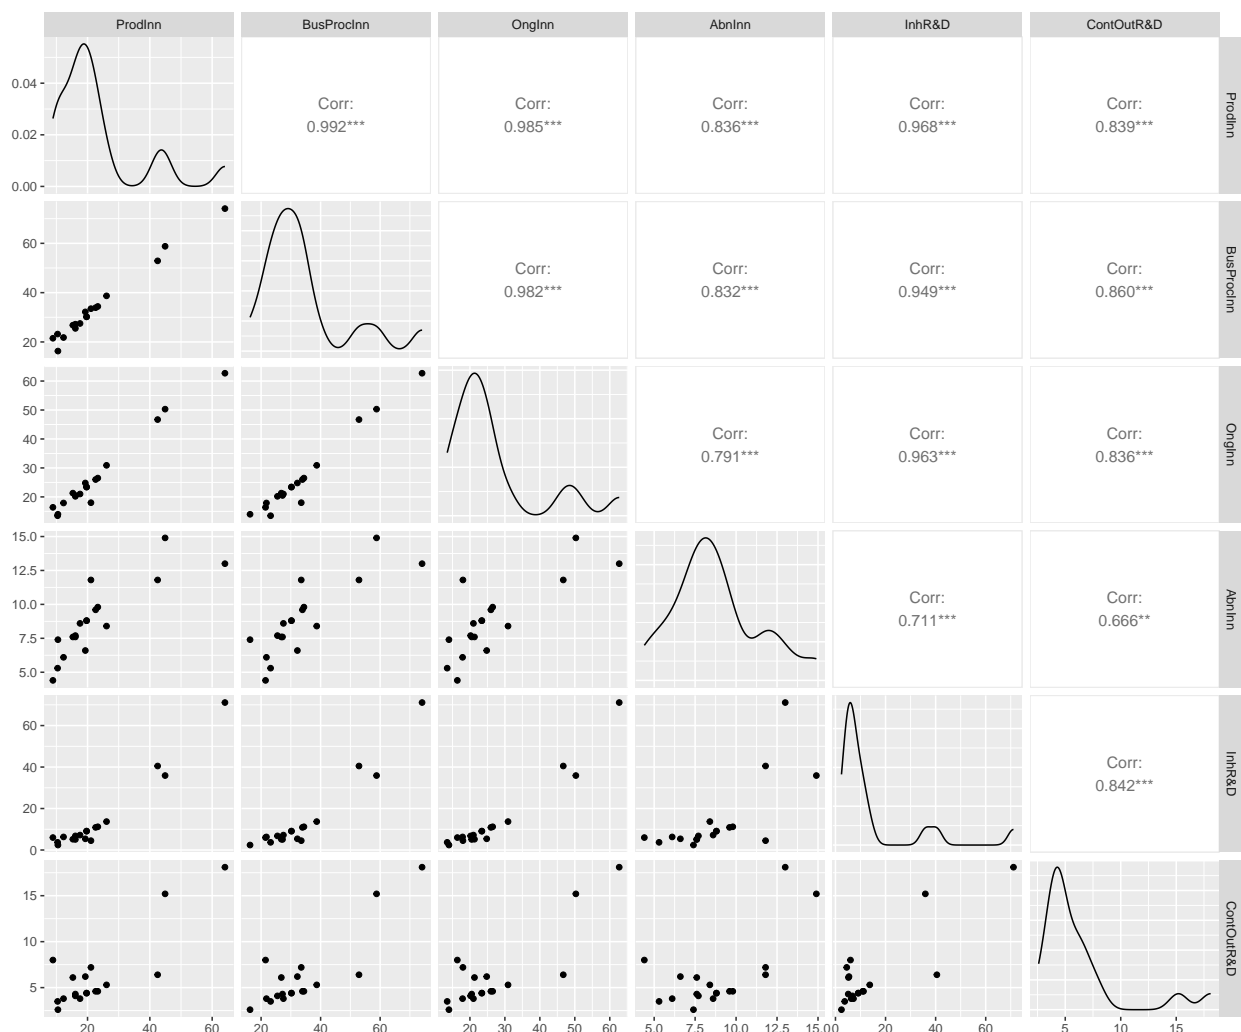 ProdInn BusProcInn OngInn AbnInn InhR&D ContOutR&D
0.04
0.02
0.00
Corr: Corr: Corr: Corr: Corr:
0.992*** 0.985*** 0.836*** 0.968*** 0.839***
ProdInn
60
40
20
Corr: Corr: Corr: Corr:
0.982*** 0.832*** 0.949*** 0.860***
BusProcInn
60
50
40
30
20
Corr: Corr: Corr:
0.791*** 0.963*** 0.836***
OngInn
15.0
12.5
10.0
7.5
5.0
Corr: Corr:
0.711*** 0.666**
AbnInn
60
40
20
0
Corr:
0.842***
InhR&D
15
10
5
ContOutR&D
20 40 60 20 40 60 20 30 40 50 60 5.0 7.5 10.0 12.5 15.0 0 20 40 60 5 10 15